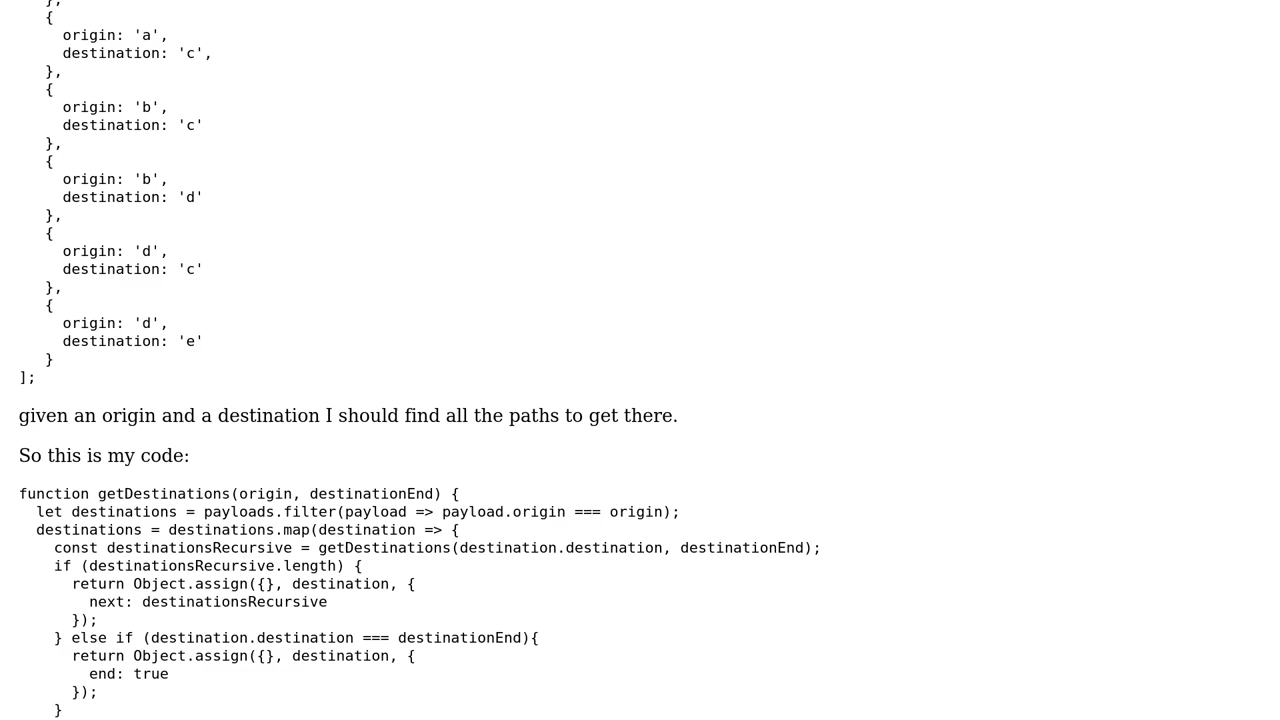 },
{
origin: 'a',
destination: 'c',
},
{
origin: 'b',
destination: 'c'
},
{
origin: 'b',
destination: 'd'
},
{
origin: 'd',
destination: 'c'
},
{
origin: 'd',
destination: 'e'
}
];
given an origin and a destination I should find all the paths to get there.
So this is my code:
function getDestinations(origin, destinationEnd) {
let destinations = payloads.filter(payload => payload.origin === origin);
destinations = destinations.map(destination => {
const destinationsRecursive = getDestinations(destination.destination, destinationEnd);
if (destinationsRecursive.length) {
return Object.assign({}, destination, {
next: destinationsRecursive
});
} else if (destination.destination === destinationEnd){
return Object.assign({}, destination, {
end: true
});
}